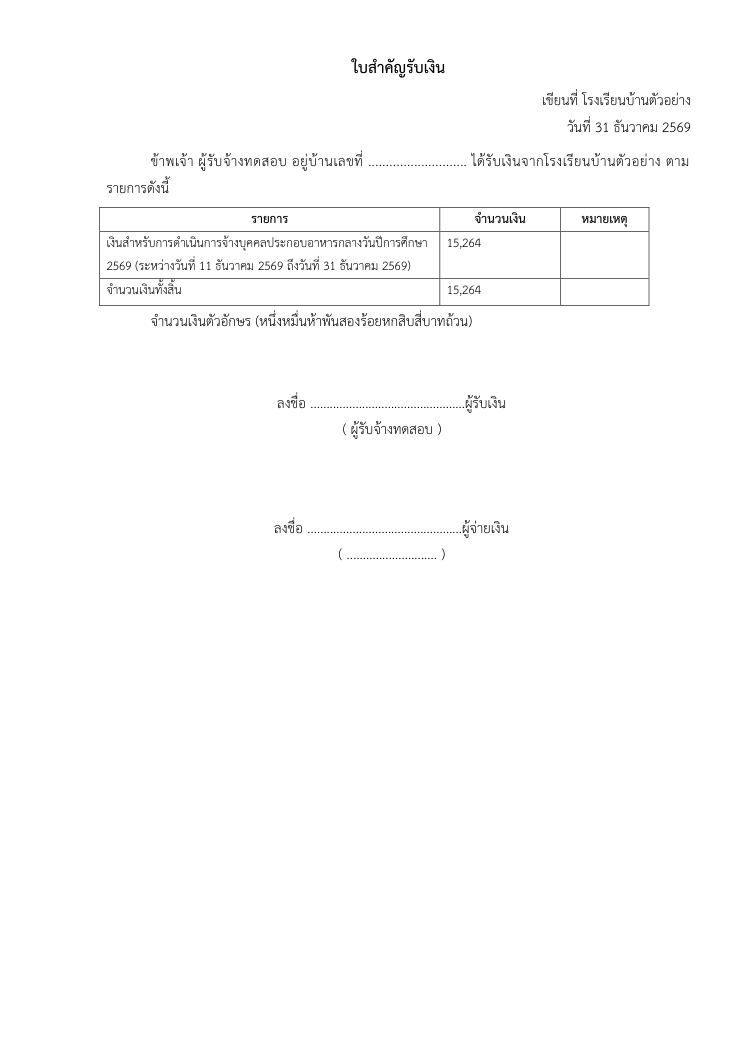 ใบสำคัญรับเงิน
เขียนที่ โรงเรียนบ้านตัวอย่าง
วันที่ 31 ธันวาคม 2569
ข้าพเจ้า ผู้รับจ้างทดสอบ อยู่บ้านเลขที่ ............................ ได้รับเงินจากโรงเรียนบ้านตัวอย่าง ตาม
รายการดังนี้
รายการ จำนวนเงิน หมายเหตุ
เงินสำหรับการดำเนินการจ้างบุคคลประกอบอาหารกลางวันปีการศึกษา 15,264
2569 (ระหว่างวันที่ 11 ธันวาคม 2569 ถึงวันที่ 31 ธันวาคม 2569)
จำนวนเงินทั้งสิ้น 15,264
จำนวนเงินตัวอักษร (หนึ่งหมื่นห้าพันสองร้อยหกสิบสี่บาทถ้วน)
ลงชื่อ ................................................ผู้รับเงิน
( ผู้รับจ้างทดสอบ )
ลงชื่อ ................................................ผู้จ่ายเงิน
( ............................ )